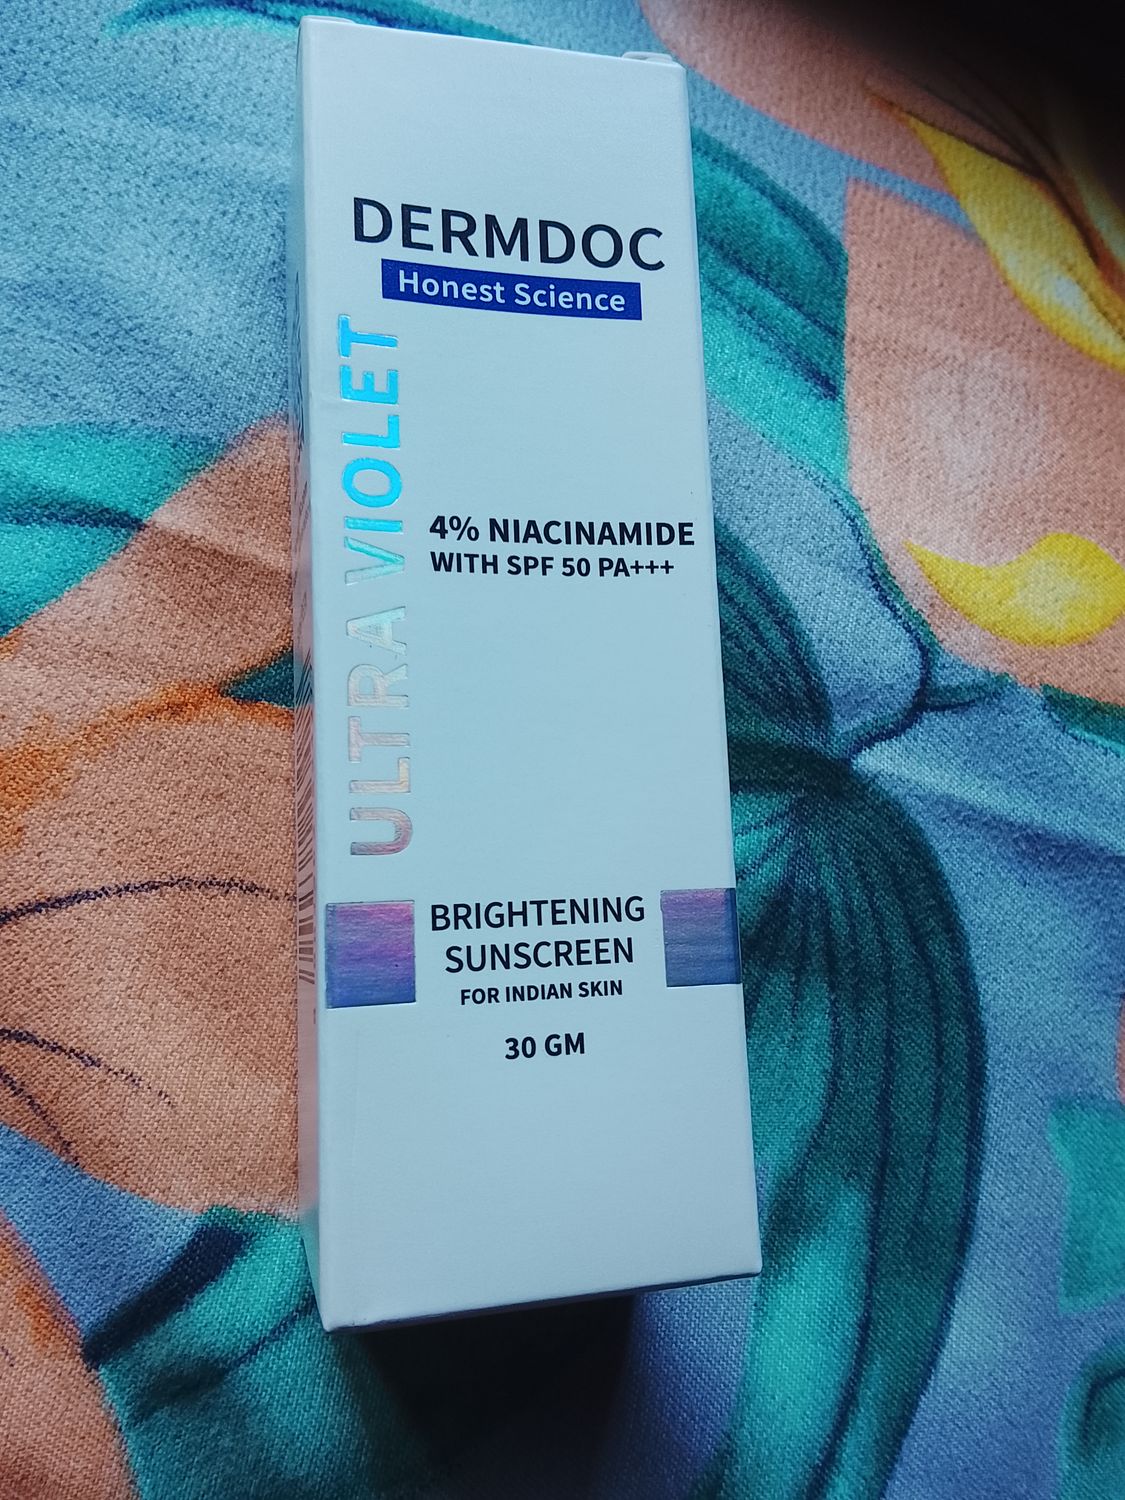 DERMDOC
Honest Science
ULTRA VIOLET
4% NIACINAMIDE
WITH SPF 50 PA+++
BRIGHTENING
SUNSCREEN
FOR INDIAN SKIN
30 GM